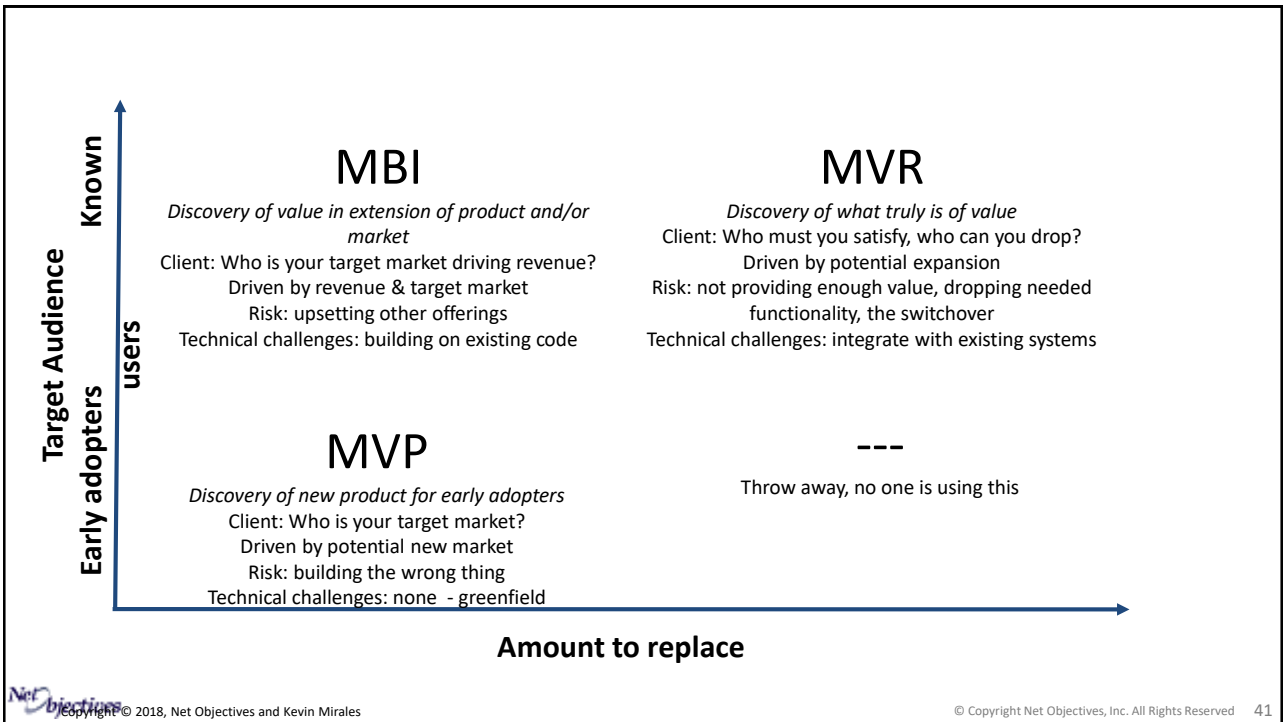 Target Audience
Early adopters
Known
users
MBI
Discovery of value in extension of product and/or
market
Client: Who is your target market driving revenue?
Driven by revenue & target market
Risk: upsetting other offerings
Technical challenges: building on existing code
MVR
Discovery of what truly is of value
Client: Who must you satisfy, who can you drop?
Driven by potential expansion
Risk: not providing enough value, dropping needed
functionality, the switchover
Technical challenges: integrate with existing systems
MVP
Discovery of new product for early adopters
Client: Who is your target market?
Driven by potential new market
Risk: building the wrong thing
Technical challenges: none - greenfield
---
Throw away, no one is using this
Amount to replace
Net Objectives
Copyright © 2018, Net Objectives and Kevin Mirales
© Copyright Net Objectives, Inc. All Rights Reserved 41